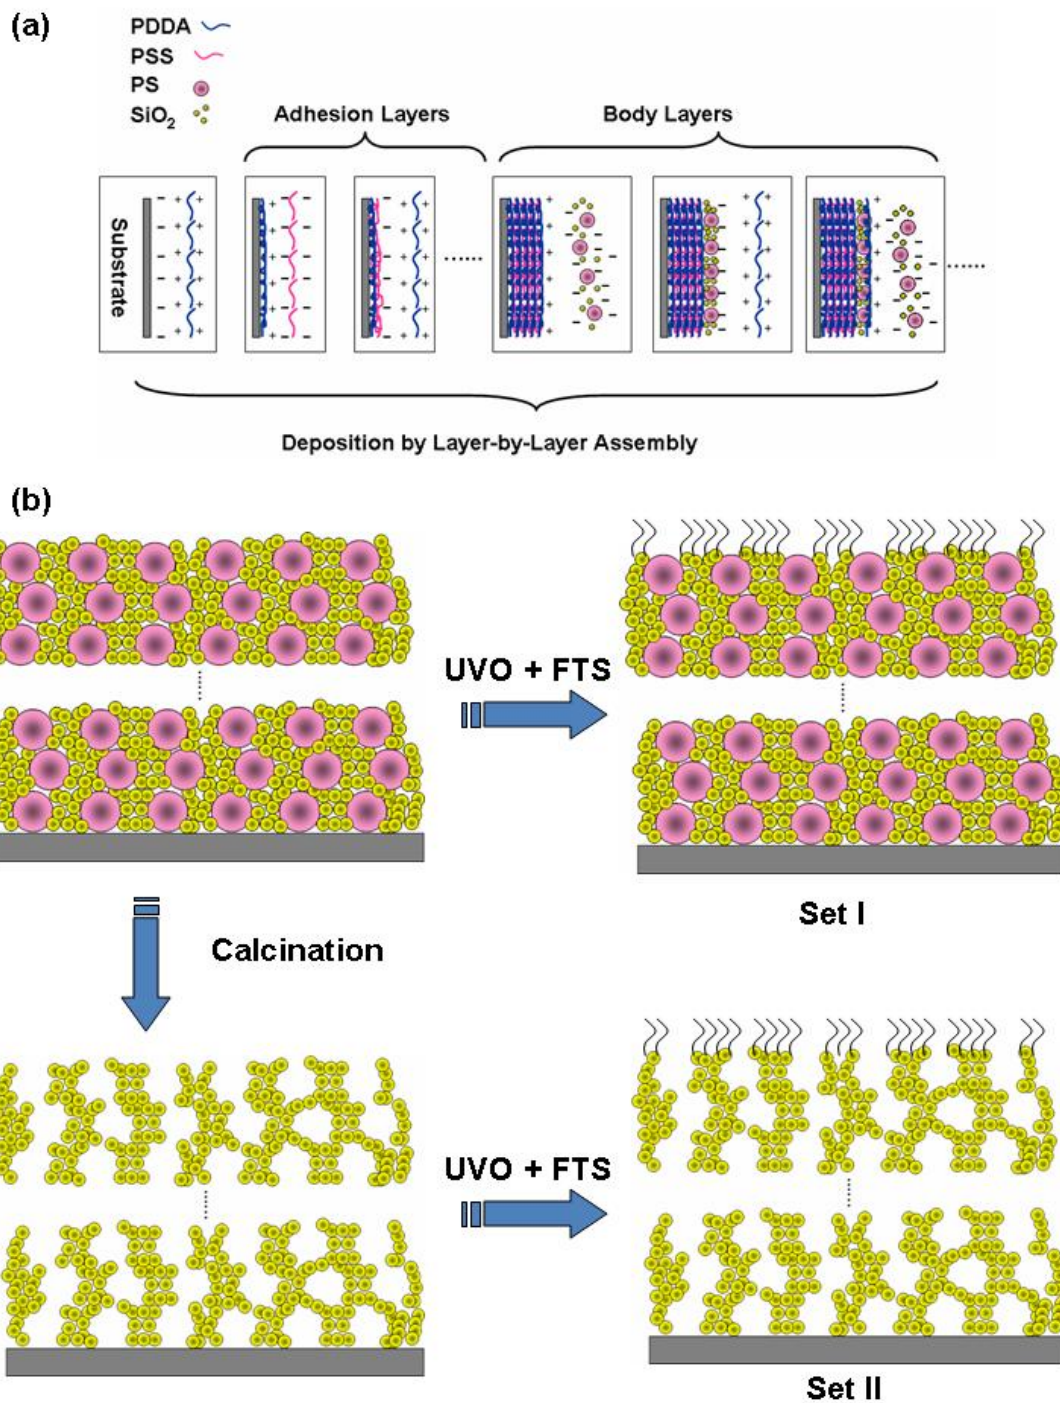 (a)
PDDA
PSS
PS
SiO2
Adhesion Layers
Body Layers
Substrate
Deposition by Layer-by-Layer Assembly
(b)
UVO + FTS
Set I
Calcination
UVO + FTS
Set II